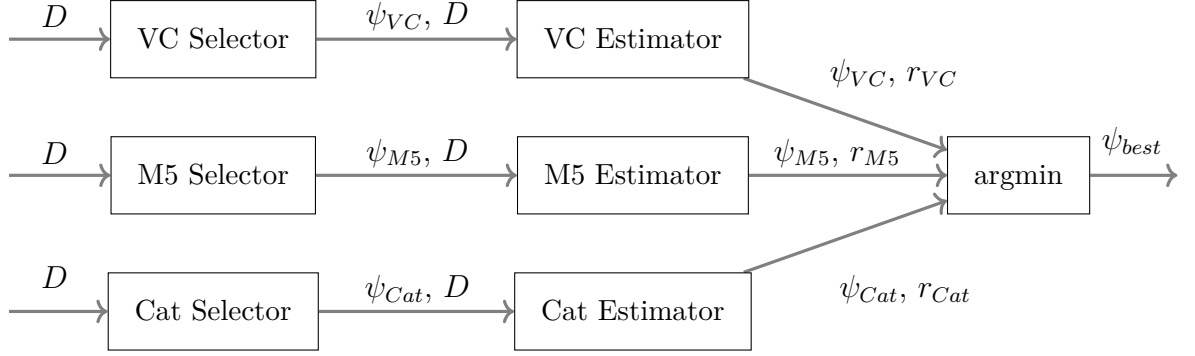 D
VC Selector
ψ_VC, D
VC Estimator
ψ_VC, r_VC
D
M5 Selector
ψ_M5, D
M5 Estimator
ψ_M5, r_M5
argmin
ψ_best
D
Cat Selector
ψ_Cat, D
Cat Estimator
ψ_Cat, r_Cat